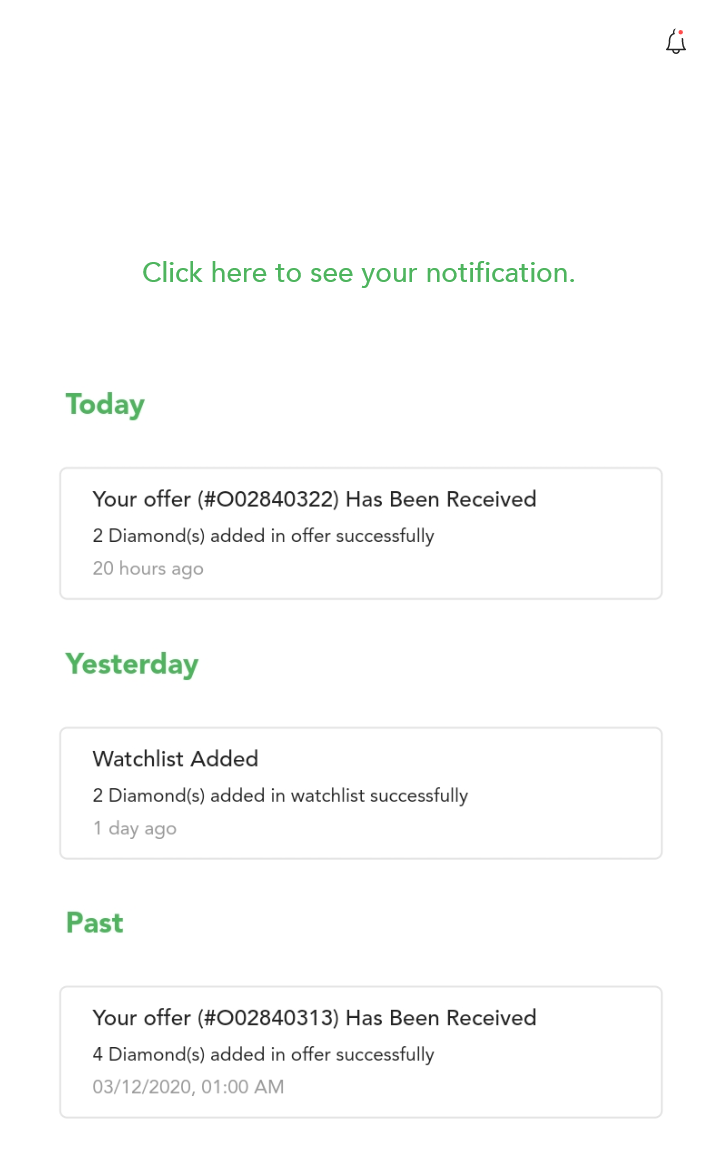 Click here to see your notification.
Today
Your offer (#O02840322) Has Been Received
2 Diamond(s) added in offer successfully
20 hours ago
Yesterday
Watchlist Added
2 Diamond(s) added in watchlist successfully
1 day ago
Past
Your offer (#O02840313) Has Been Received
4 Diamond(s) added in offer successfully
03/12/2020, 01:00 AM